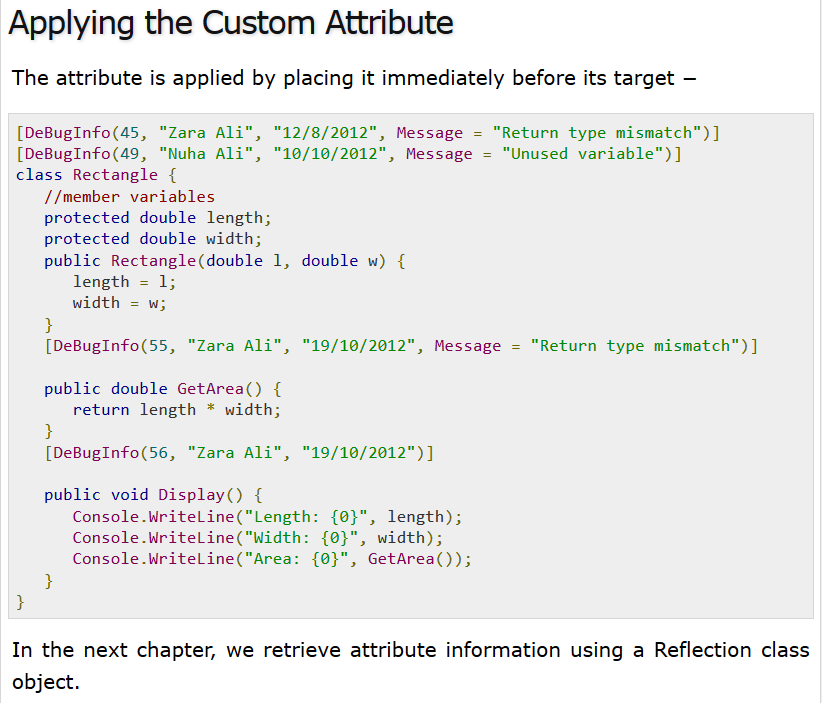 Applying the Custom Attribute
The attribute is applied by placing it immediately before its target −
[DeBugInfo(45, "Zara Ali", "12/8/2012", Message = "Return type mismatch")]
[DeBugInfo(49, "Nuha Ali", "10/10/2012", Message = "Unused variable")]
class Rectangle {
   //member variables
   protected double length;
   protected double width;
   public Rectangle(double l, double w) {
      length = l;
      width = w;
   }
   [DeBugInfo(55, "Zara Ali", "19/10/2012", Message = "Return type mismatch")]
   public double GetArea() {
      return length * width;
   }
   [DeBugInfo(56, "Zara Ali", "19/10/2012")]
   public void Display() {
      Console.WriteLine("Length: {0}", length);
      Console.WriteLine("Width: {0}", width);
      Console.WriteLine("Area: {0}", GetArea());
   }
}
In the next chapter, we retrieve attribute information using a Reflection class
object.